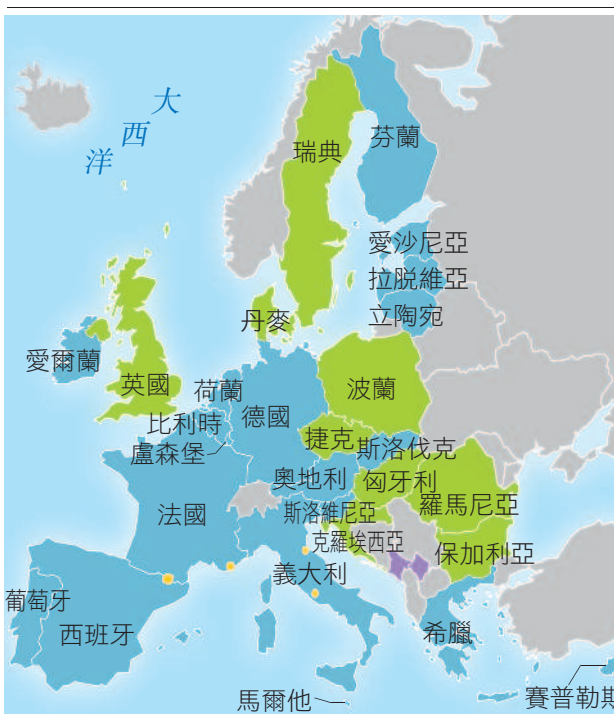 大西洋
芬蘭
瑞典
愛沙尼亞
拉脫維亞
立陶宛
丹麥
愛爾蘭
英國
荷蘭
波蘭
比利時
德國
盧森堡
捷克
斯洛伐克
奧地利
匈牙利
法國
斯洛維尼亞
羅馬尼亞
克羅埃西亞
保加利亞
義大利
葡萄牙
西班牙
希臘
馬爾他
賽普勒斯